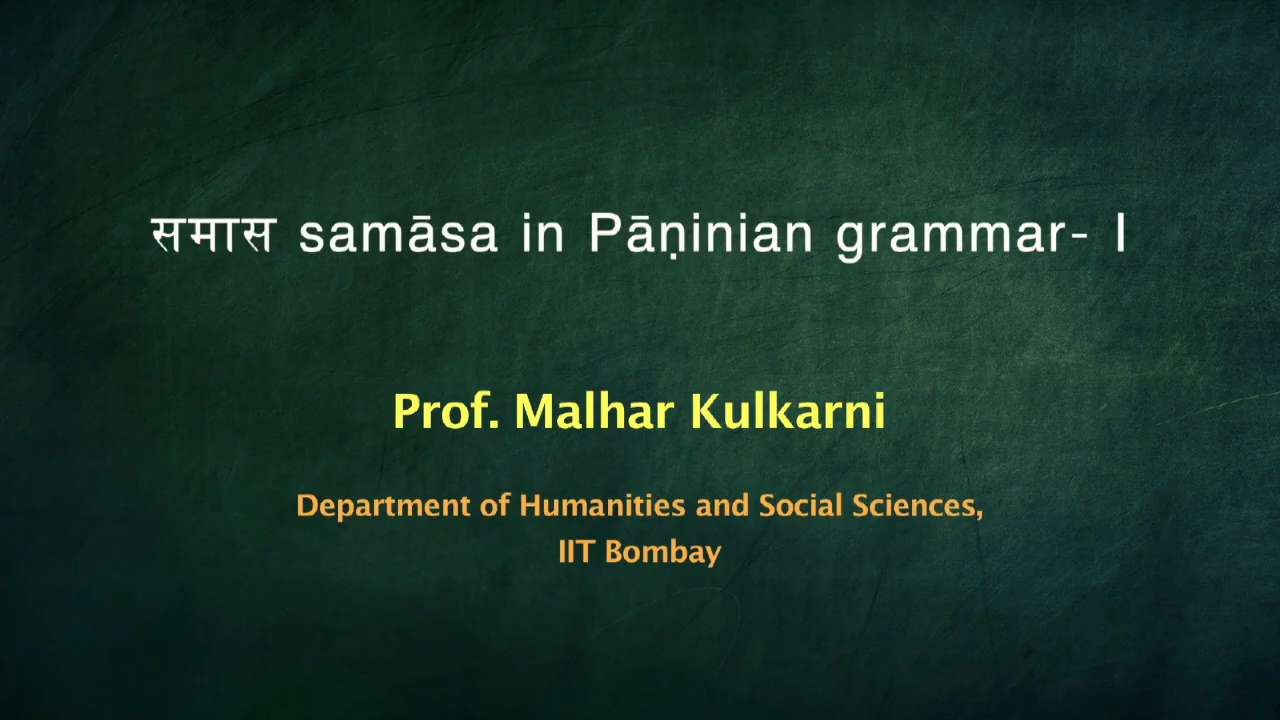 समास samāsa in Pāṇinian grammar- I
Prof. Malhar Kulkarni
Department of Humanities and Social Sciences,
IIT Bombay